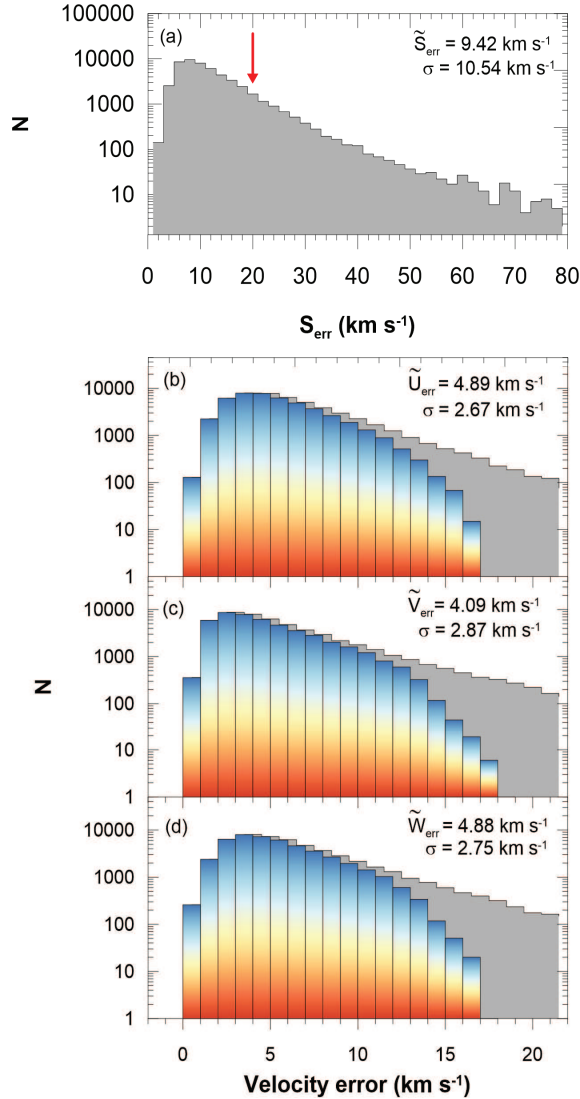 100000
10000
1000
100
10
N
(a)
S̃err = 9.42 km s-1
σ = 10.54 km s-1
0 10 20 30 40 50 60 70 80
Serr (km s-1)
(b)
Ũerr = 4.89 km s-1
σ = 2.67 km s-1
10000
1000
100
10
1
(c)
Ṽerr = 4.09 km s-1
σ = 2.87 km s-1
10000
1000
100
10
1
N
(d)
W̃err = 4.88 km s-1
σ = 2.75 km s-1
10000
1000
100
10
1
0 5 10 15 20
Velocity error (km s-1)